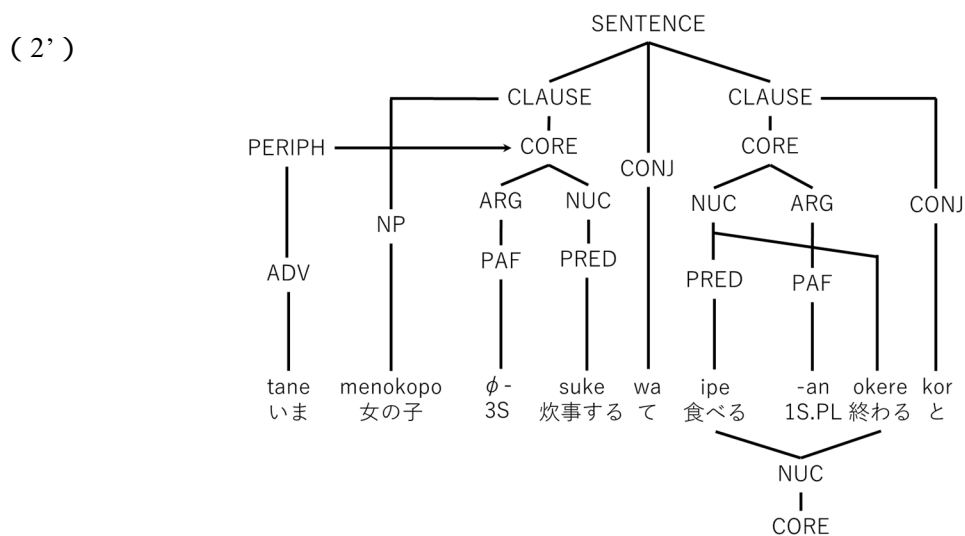 SENTENCE
（2’）
CLAUSE CLAUSE
PERIPH CORE CORE
CONJ
ARG NUC NUC ARG CONJ
NP
PAF PRED
ADV PRED PAF
tane menokopo φ- suke wa ipe -an okere kor
いま 女の子 3S 炊事する て 食べる 1S.PL 終わる と
NUC
CORE